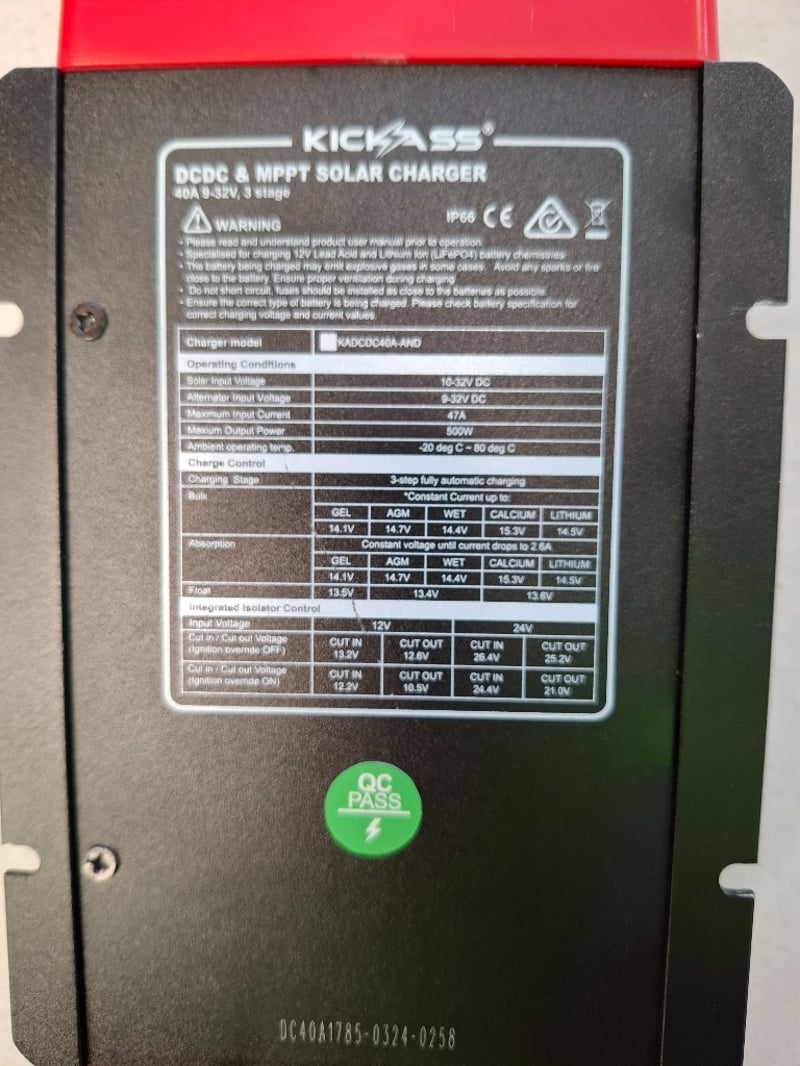 KICKASS®
DCDC & MPPT SOLAR CHARGER
40A 9-32V, 3 stage
WARNING
IP66 CE
- Please read and understand product user manual prior to operation.
- Specialised for charging 12V Lead Acid and Lithium Ion (LiFePO4) battery chemistries
- The battery being charged may emit explosive gases in some cases. Avoid any sparks or fire
close to the battery. Ensure proper ventilation during charging
- Do not short circuit, fuses should be installed as close to the batteries as possible.
- Ensure the correct type of battery is being charged. Please check battery specification for
correct charging voltage and current values.
Charger model KADCDC40A-AND
Operating Conditions
Solar Input Voltage 10-32V DC
Alternator Input Voltage 9-32V DC
Maximum Input Current 47A
Maxium Output Power 500W
Ambient operating temp. -20 deg C ~ 80 deg C
Charge Control
Charging Stage 3-step fully automatic charging
Bulk *Constant Current up to:
GEL AGM WET CALCIUM LITHIUM
14.1V 14.7V 14.4V 15.3V 14.5V
Absorption Constant voltage until current drops to 2.6A
GEL AGM WET CALCIUM LITHIUM
14.1V 14.7V 14.4V 15.3V 14.5V
Float 13.5V 13.4V 13.6V
Integrated Isolator Control
Input Voltage 12V 24V
Cut in / Cut out Voltage (Ignition override OFF) CUT IN 13.2V CUT OUT 12.6V CUT IN 26.4V CUT OUT 25.2V
Cut in / Cut out Voltage (Ignition override ON) CUT IN 12.2V CUT OUT 10.5V CUT IN 24.4V CUT OUT 21.0V
QC
PASS
DC40A1785-0324-0258